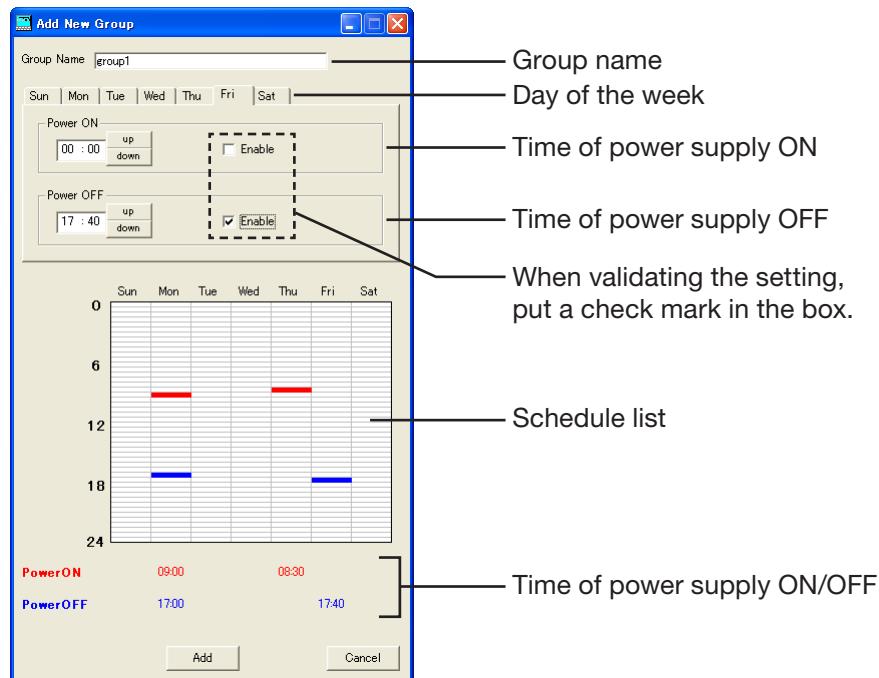 Add New Group
Group Name group1
Group name
Sun Mon Tue Wed Thu Fri Sat
Day of the week
Power ON
00 : 00 up down Enable
Time of power supply ON
Power OFF
17 : 40 up down Enable
Time of power supply OFF
When validating the setting,
put a check mark in the box.
Sun Mon Tue Wed Thu Fri Sat
0
6
12
Schedule list
18
24
PowerON 09:00 08:30
PowerOFF 17:00 17:40
Time of power supply ON/OFF
Add Cancel